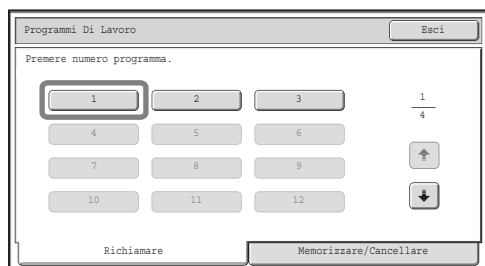 Programmi Di Lavoro Esci
Premere numero programma.
1 2 3 1
4 5 6 4
7 8 9
10 11 12
Richiamare Memorizzare/Cancellare